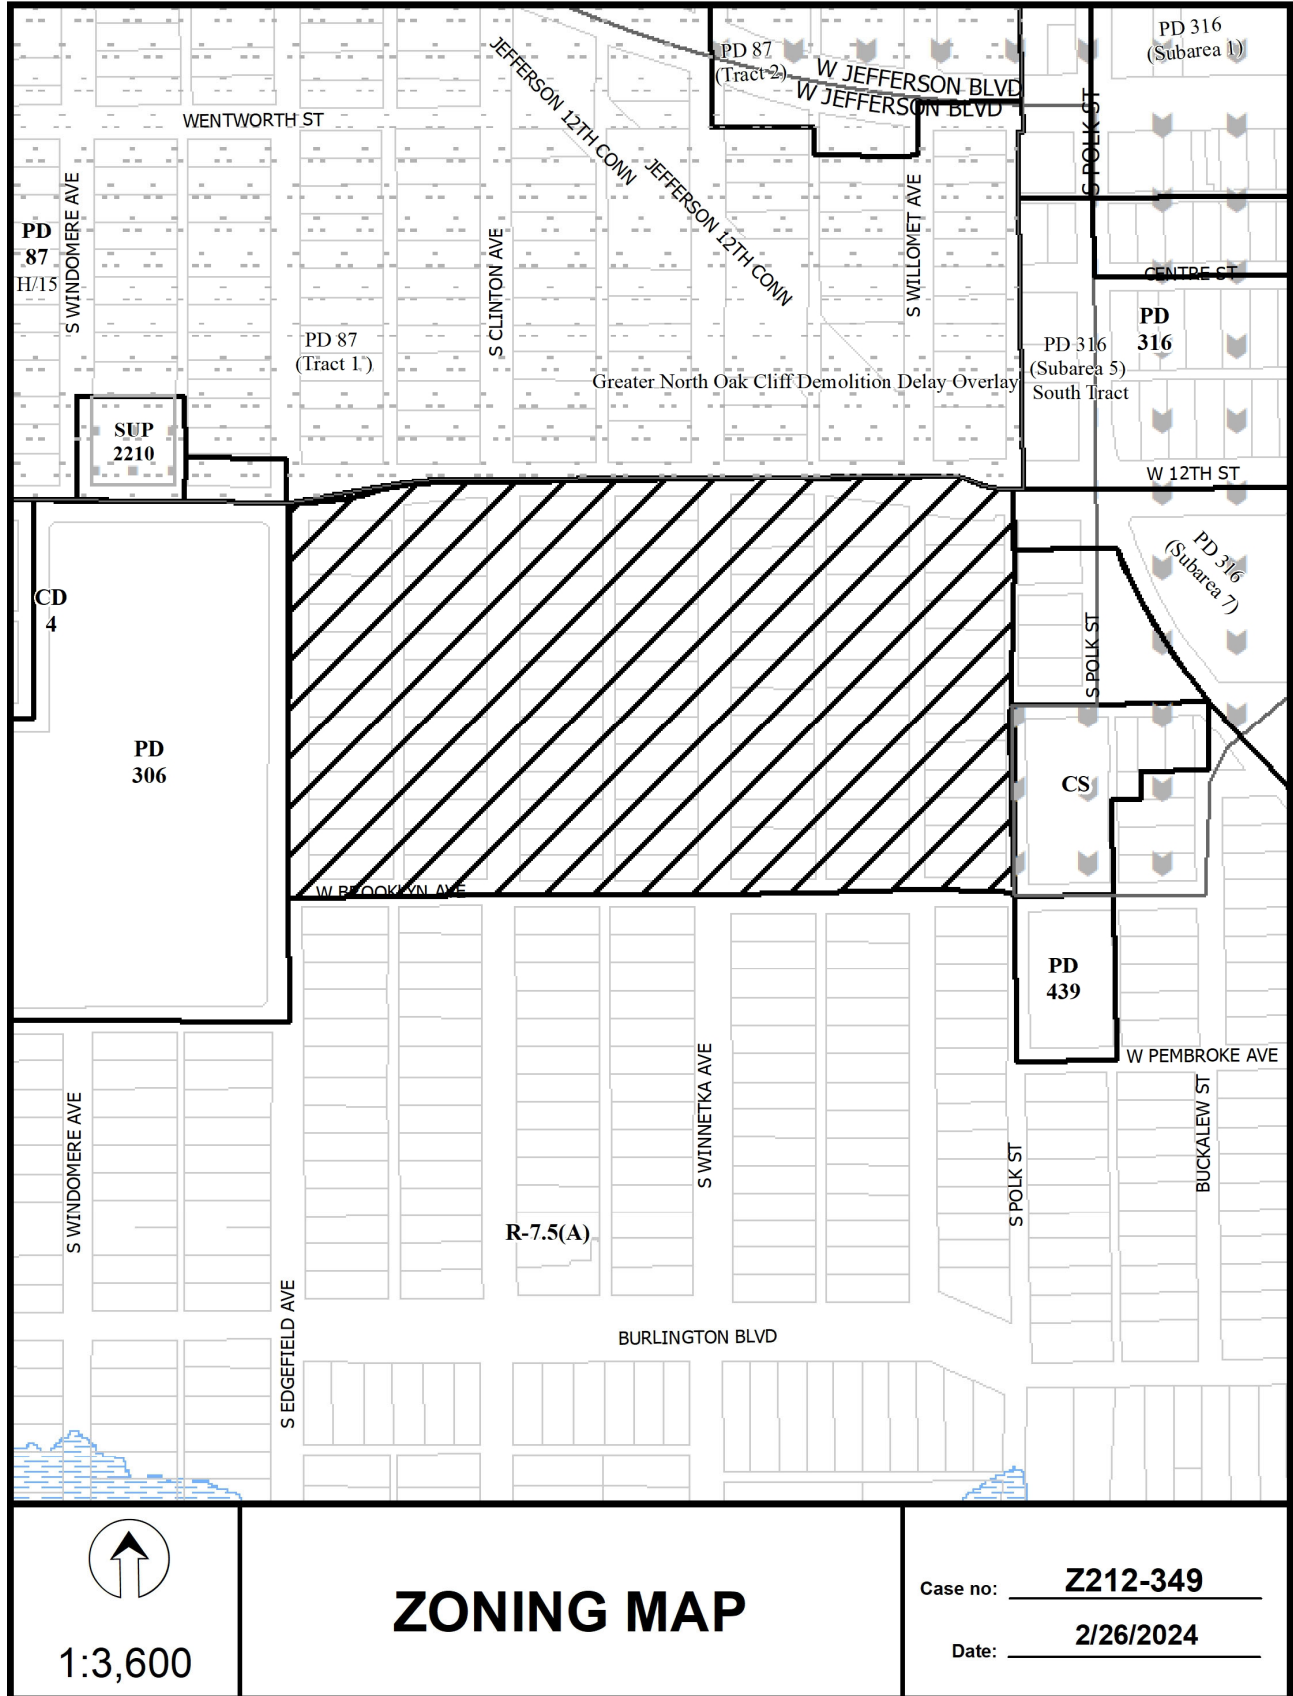 PD 316
(Subarea 1)
PD 87
(Tract 2)
W JEFFERSON BLVD
W JEFFERSON BLVD
JEFFERSON 12TH CONN
JEFFERSON 12TH CONN
WENTWORTH ST
S POLK ST
S WINDOMERE AVE
PD
87
H/15
S CLINTON AVE
S WILLOMET AVE
CENTRE ST
PD
316
PD 87
(Tract 1)
PD 316
(Subarea 5)
South Tract
Greater North Oak Cliff Demolition Delay Overlay
SUP
2210
W 12TH ST
PD 316
(Subarea 7)
CD
4
S POLK ST
PD
306
CS
W BROOKLYN AVE
PD
439
W PEMBROKE AVE
S WINDOMERE AVE
S WINNETKA AVE
S POLK ST
BUCKALEW ST
R-7.5(A)
S EDGEFIELD AVE
BURLINGTON BLVD
1:3,600
ZONING MAP
Case no: Z212-349
Date: 2/26/2024